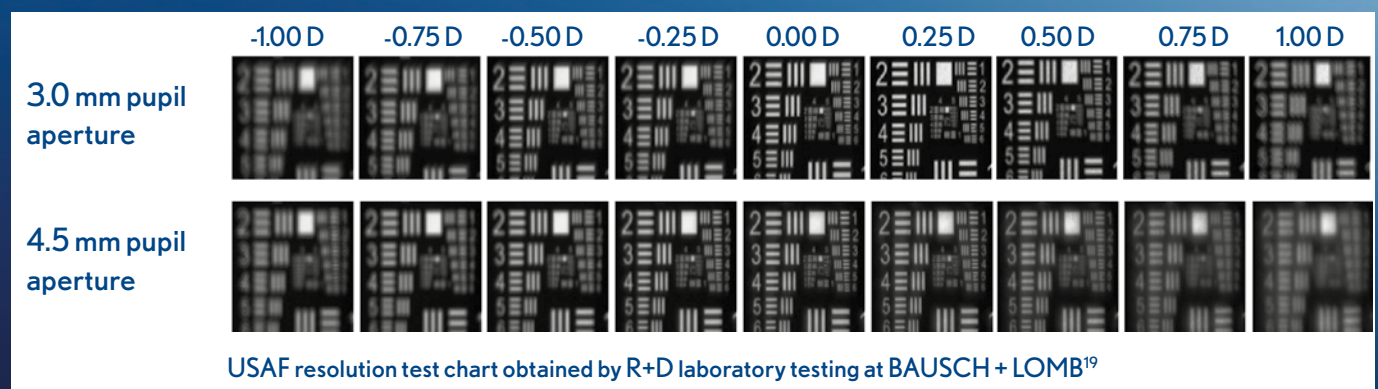 -1.00 D -0.75 D -0.50 D -0.25 D 0.00 D 0.25 D 0.50 D 0.75 D 1.00 D
3.0 mm pupil
aperture
4.5 mm pupil
aperture
USAF resolution test chart obtained by R+D laboratory testing at BAUSCH + LOMB¹⁹